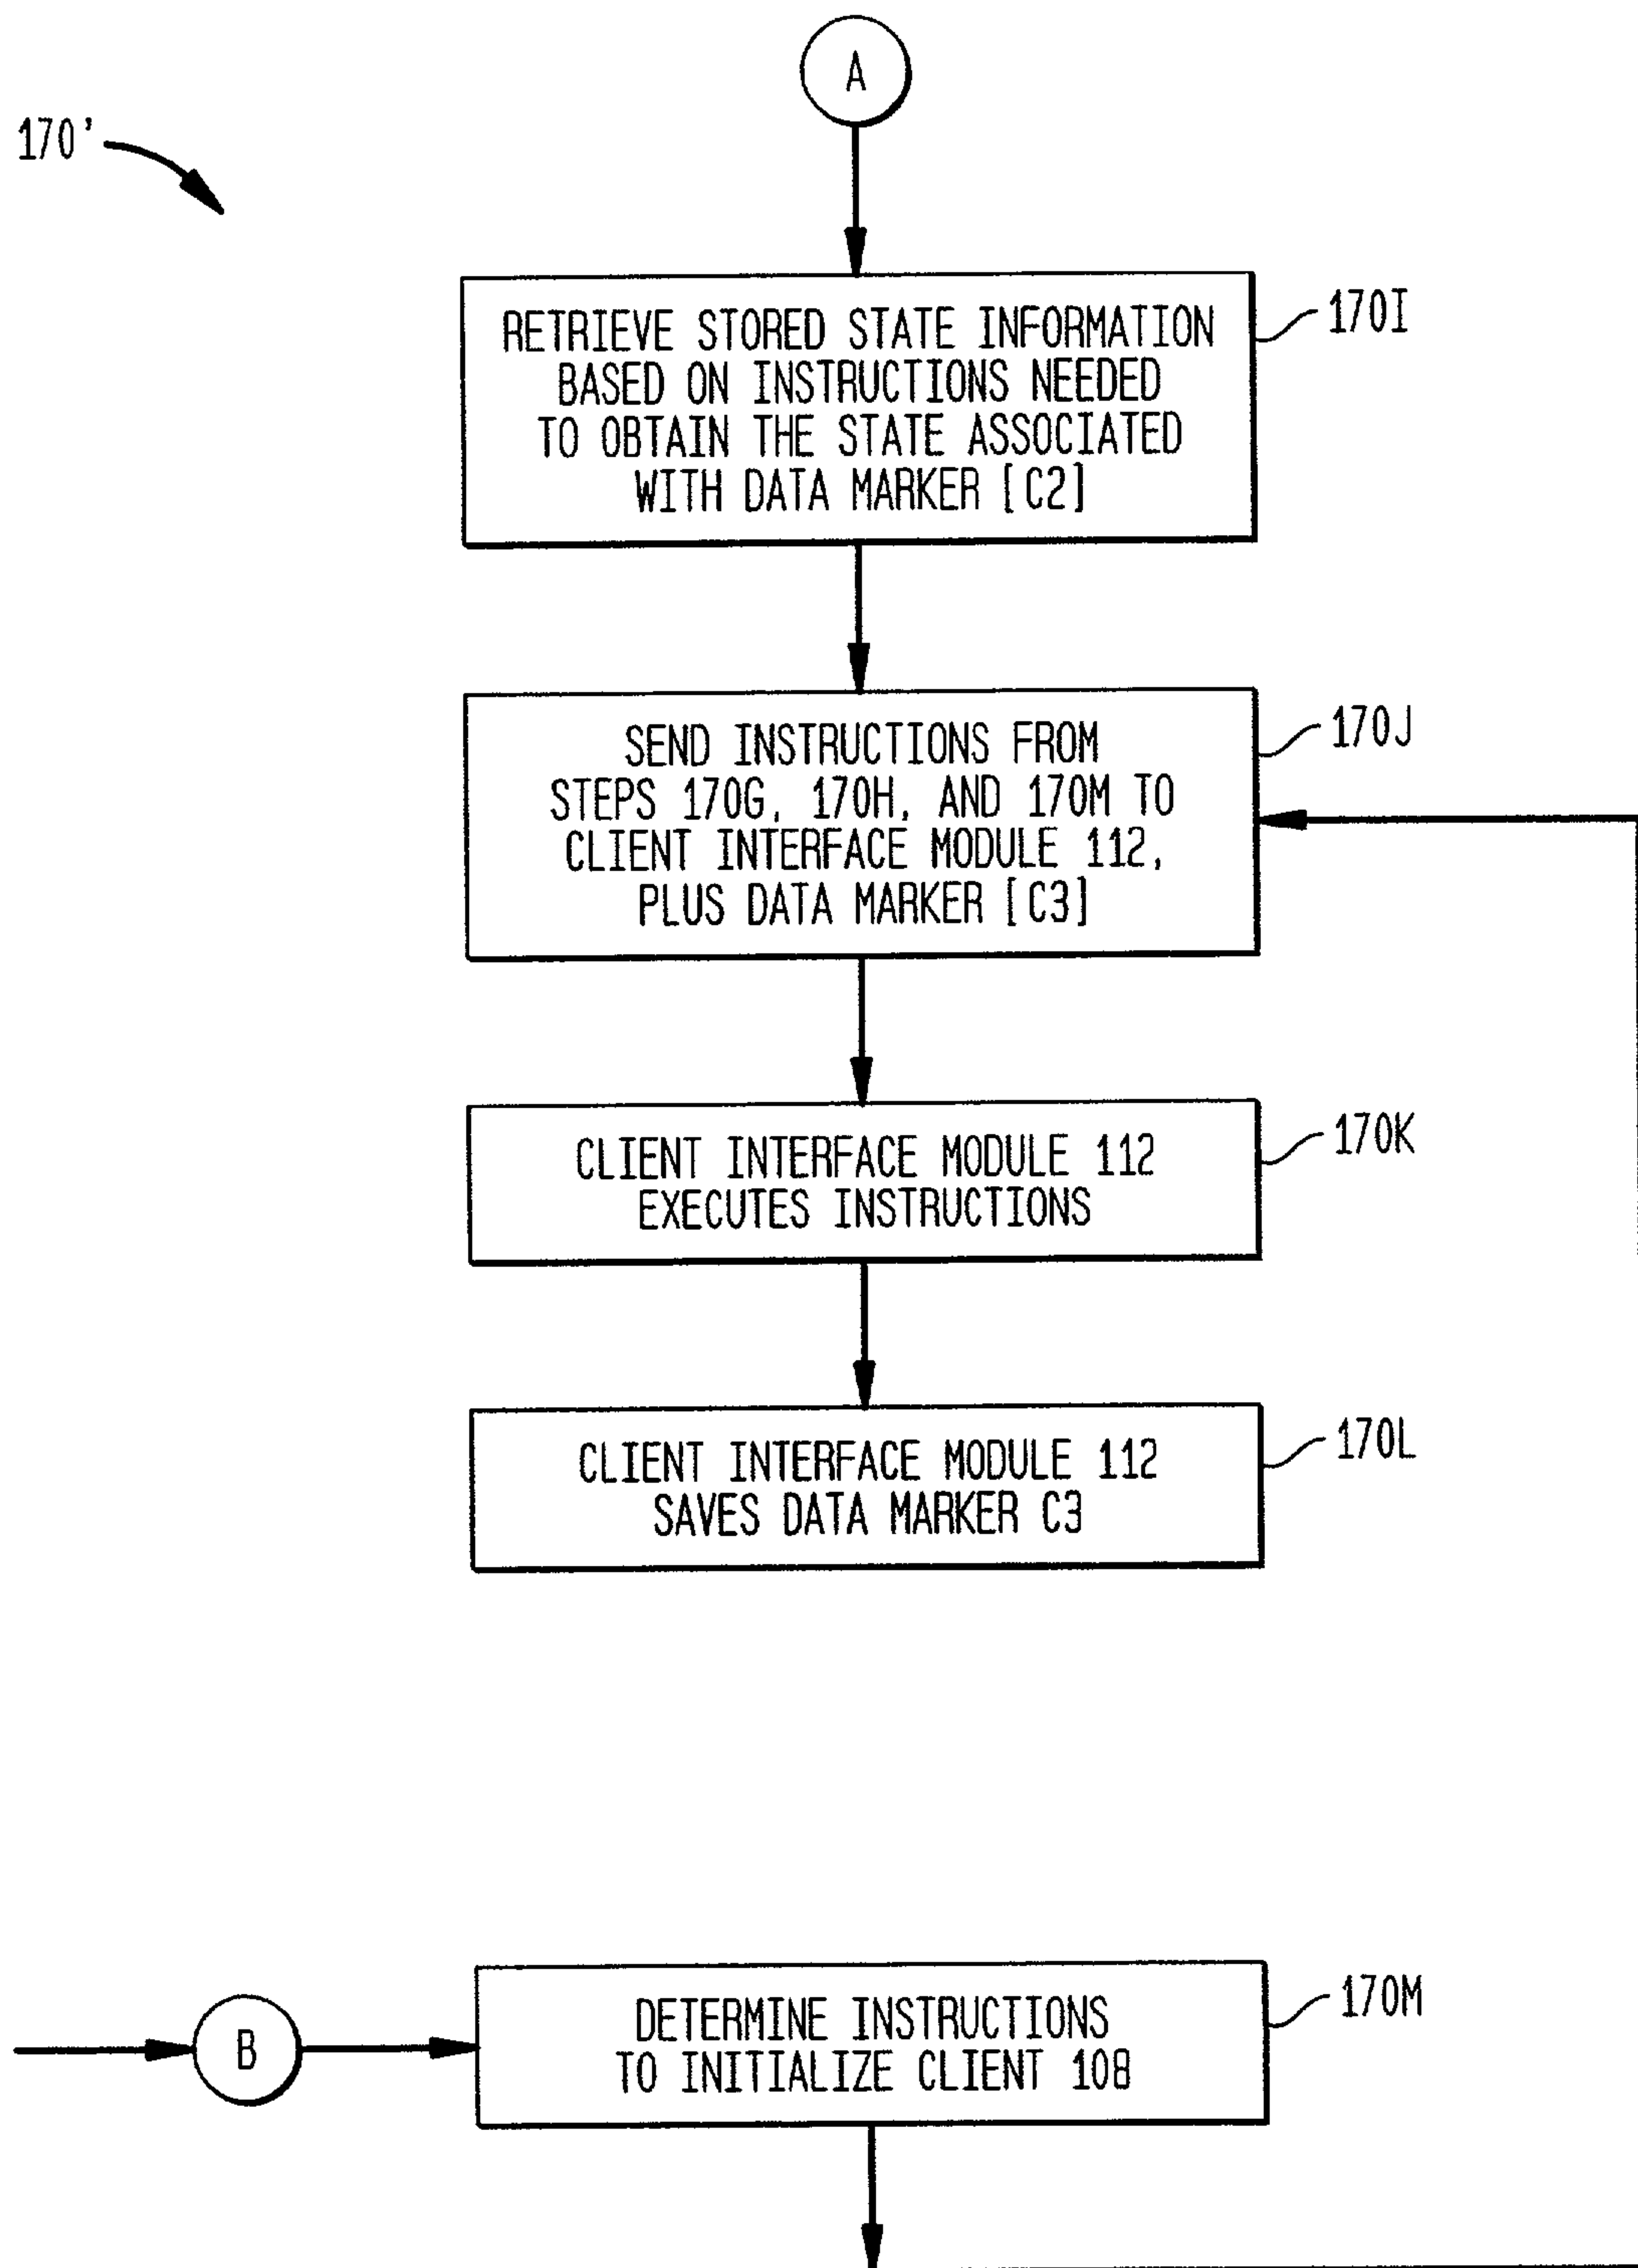 A
170'
RETRIEVE STORED STATE INFORMATION
BASED ON INSTRUCTIONS NEEDED
TO OBTAIN THE STATE ASSOCIATED
WITH DATA MARKER [C2]
170I
SEND INSTRUCTIONS FROM
STEPS 170G, 170H, AND 170M TO
CLIENT INTERFACE MODULE 112,
PLUS DATA MARKER [C3]
170J
CLIENT INTERFACE MODULE 112
EXECUTES INSTRUCTIONS
170K
CLIENT INTERFACE MODULE 112
SAVES DATA MARKER C3
170L
B
DETERMINE INSTRUCTIONS
TO INITIALIZE CLIENT 108
170M